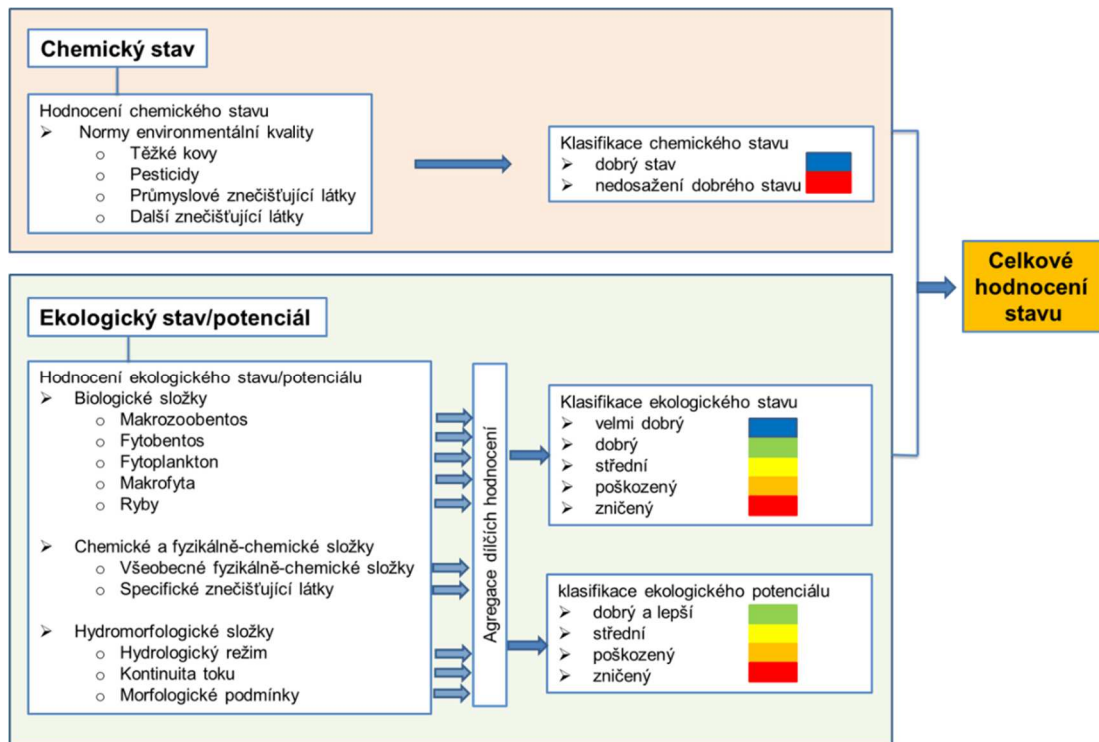 Chemický stav
Hodnocení chemického stavu
➢ Normy environmentální kvality
o Těžké kovy
o Pesticidy
o Průmyslové znečišťující látky
o Další znečišťující látky
Klasifikace chemického stavu
➢ dobrý stav
➢ nedosažení dobrého stavu
Ekologický stav/potenciál
Hodnocení ekologického stavu/potenciálu
➢ Biologické složky
o Makrozoobentos
o Fytobentos
o Fytoplankton
o Makrofyta
o Ryby
➢ Chemické a fyzikálně-chemické složky
o Všeobecné fyzikálně-chemické složky
o Specifické znečišťující látky
➢ Hydromorfologické složky
o Hydrologický režim
o Kontinuita toku
o Morfologické podmínky
Agregace dílčích hodnocení
Klasifikace ekologického stavu
➢ velmi dobrý
➢ dobrý
➢ střední
➢ poškozený
➢ zničený
klasifikace ekologického potenciálu
➢ dobrý a lepší
➢ střední
➢ poškozený
➢ zničený
Celkové
hodnocení
stavu